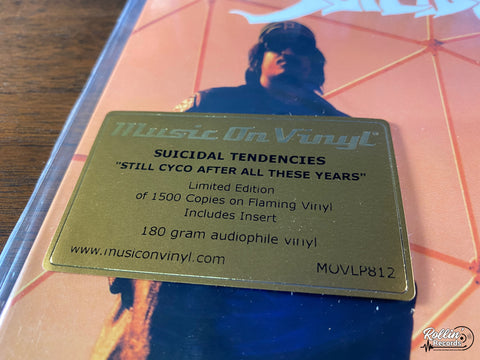 Music On Vinyl
SUICIDAL TENDENCIES
"STILL CYCO AFTER ALL THESE YEARS"
Limited Edition
of 1500 Copies on Flaming Vinyl
Includes Insert
180 gram audiophile vinyl
www.musiconvinyl.com
MOVLP812
Rollin' Records